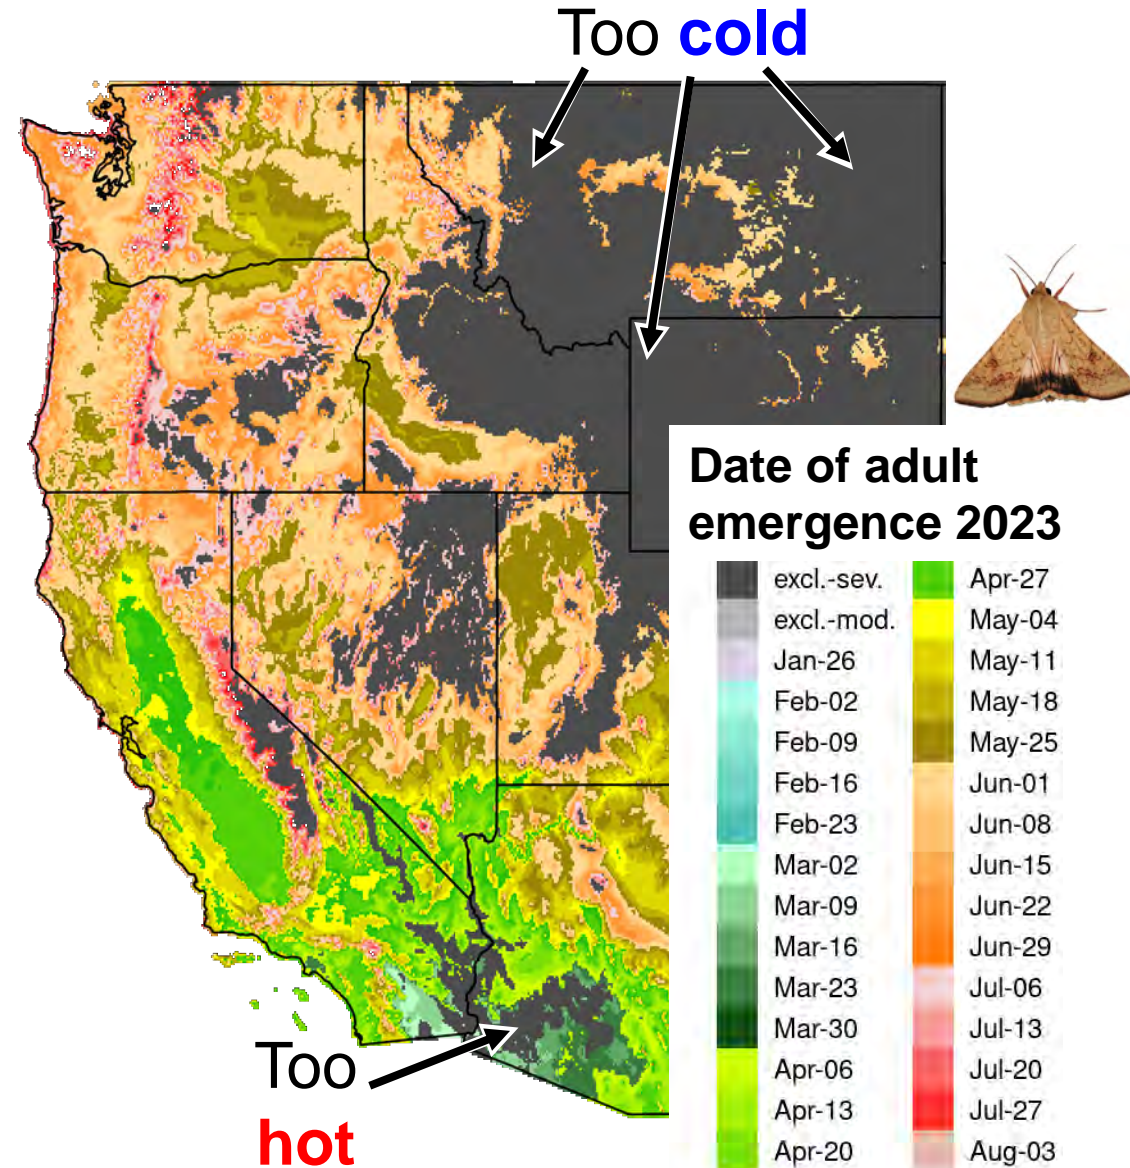 Too cold
Date of adult
emergence 2023
excl.-sev.
excl.-mod.
Jan-26
Feb-02
Feb-09
Feb-16
Feb-23
Mar-02
Mar-09
Mar-16
Mar-23
Mar-30
Apr-06
Apr-13
Apr-20
Apr-27
May-04
May-11
May-18
May-25
Jun-01
Jun-08
Jun-15
Jun-22
Jun-29
Jul-06
Jul-13
Jul-20
Jul-27
Aug-03
Too
hot